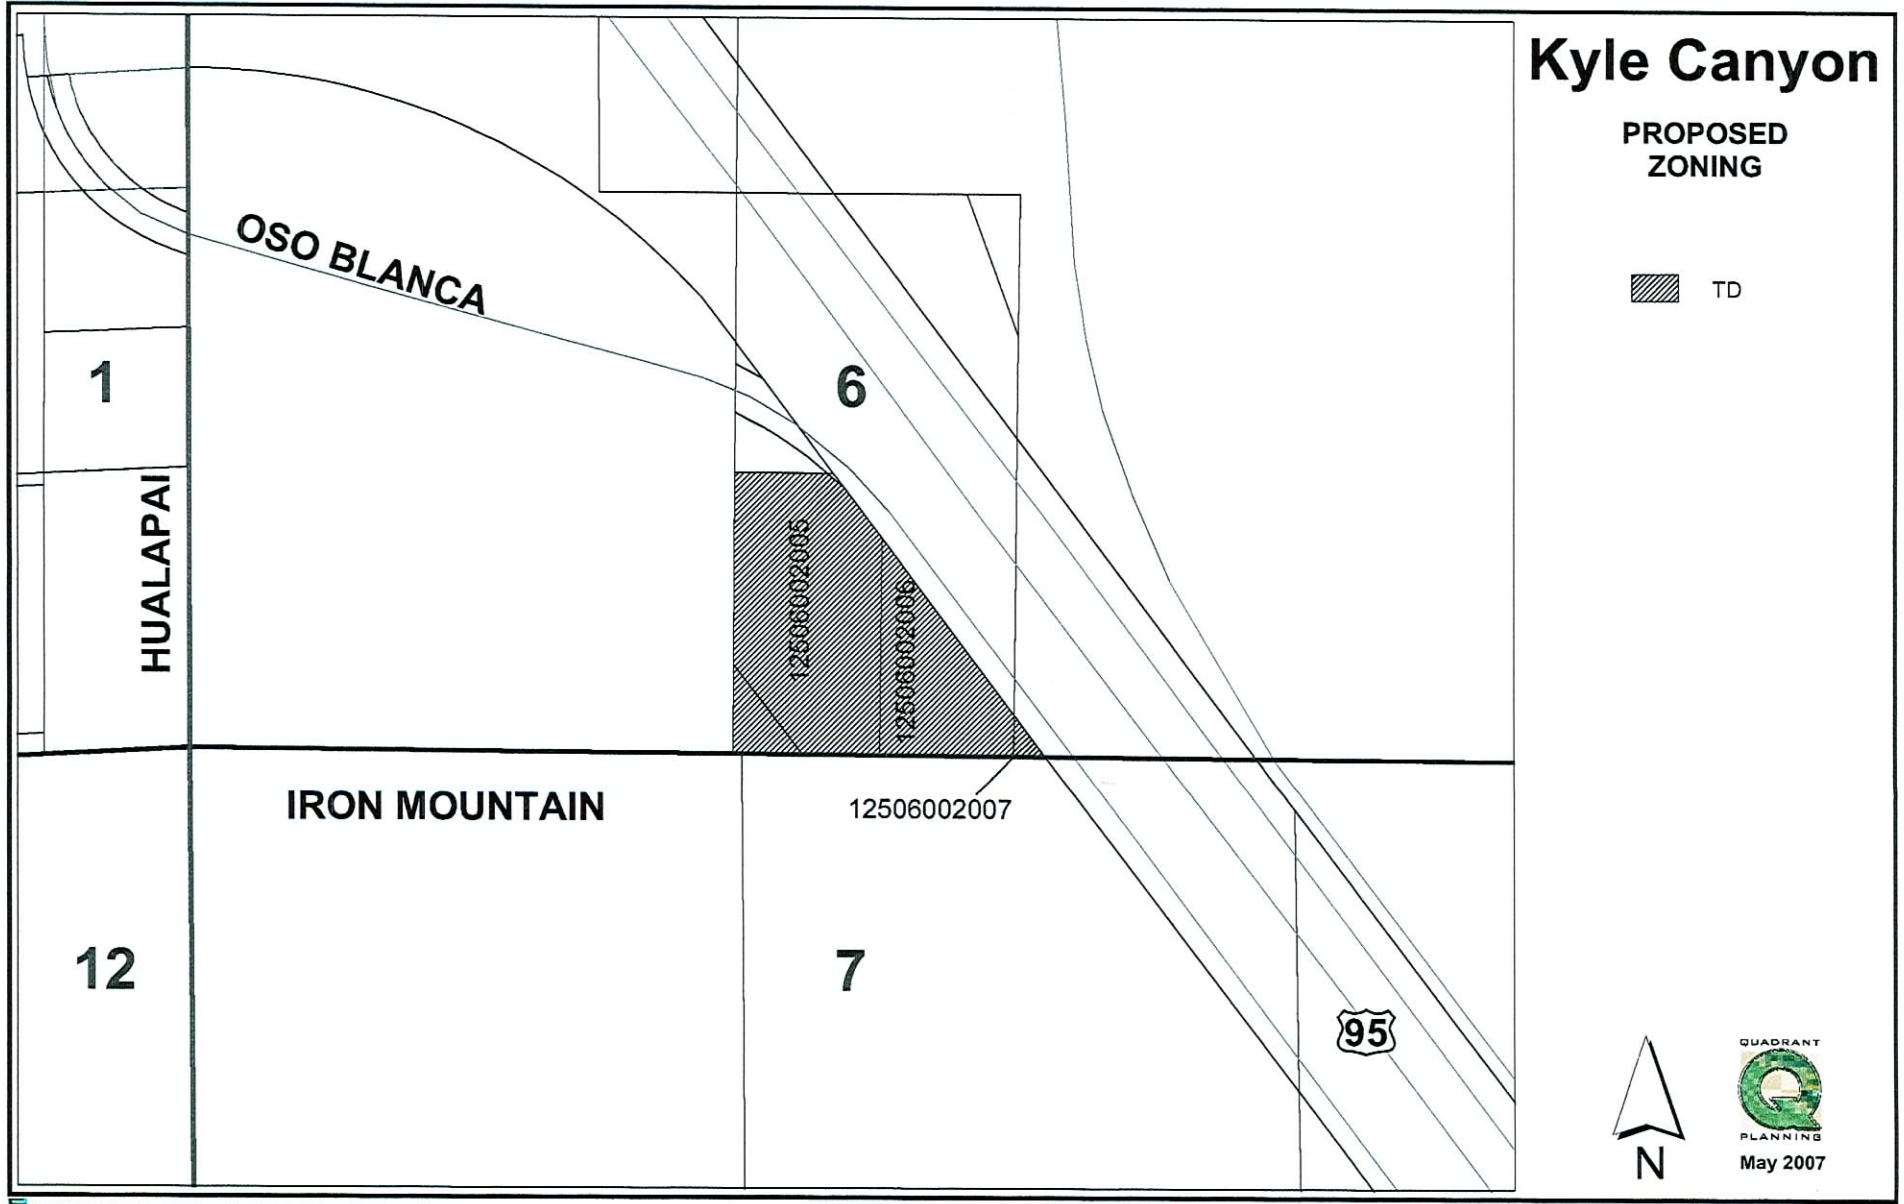 Kyle Canyon
PROPOSED
ZONING
TD
OSO BLANCA
1
6
HUALAPAI
12506002005
12506002006
IRON MOUNTAIN
12506002007
12
7
95
N
QUADRANT
Q
PLANNING
May 2007